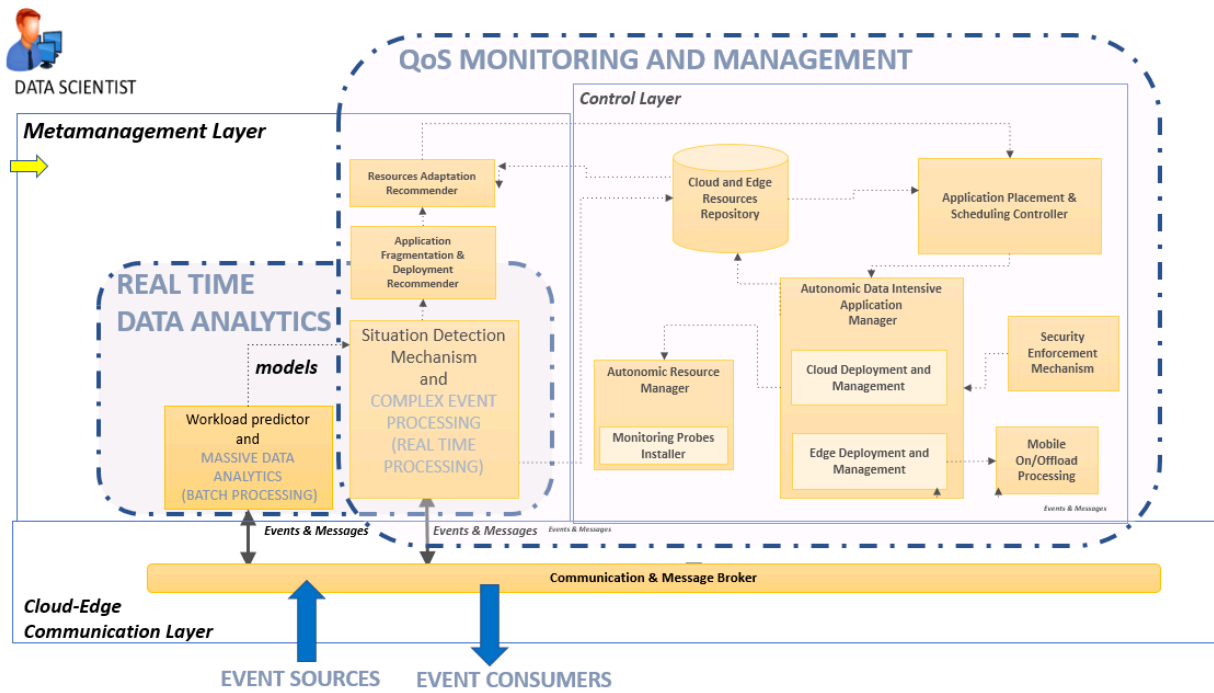 DATA SCIENTIST
QoS MONITORING AND MANAGEMENT
Control Layer
Metamanagement Layer
Resources Adaptation
Recommender
Cloud and Edge
Resources
Repository
Application Placement &
Scheduling Controller
Application
Fragmentation &
Deployment
Recommender
REAL TIME
DATA ANALYTICS
models
Situation Detection
Mechanism
and
COMPLEX EVENT
PROCESSING
(REAL TIME
PROCESSING)
Workload predictor
and
MASSIVE DATA
ANALYTICS
(BATCH PROCESSING)
Autonomic Resource
Manager
Monitoring Probes
Installer
Autonomic Data Intensive
Application
Manager
Cloud Deployment and
Management
Edge Deployment and
Management
Security
Enforcement
Mechanism
Mobile
On/Offload
Processing
Events & Messages
Events & Messages
Events & Messages
Events & Messages
Communication & Message Broker
Cloud-Edge
Communication Layer
EVENT SOURCES
EVENT CONSUMERS